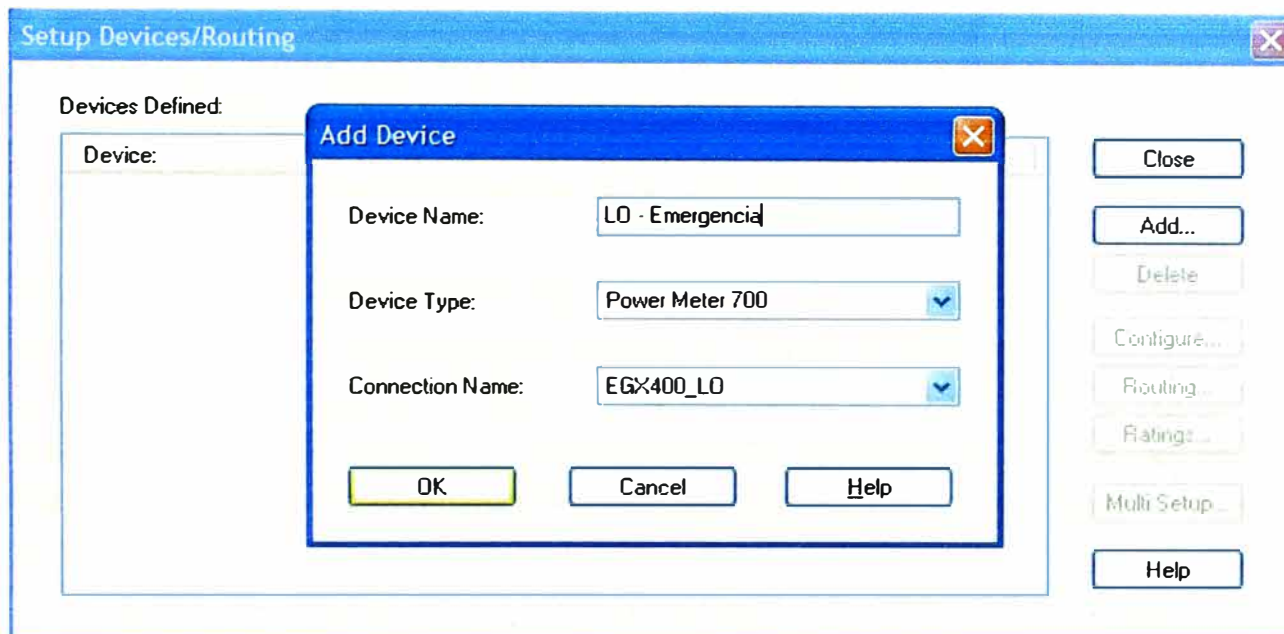 Setup Devices/Routing
Devices Defined:
Device:
Add Device
Device Name: LO - Emergencia
Device Type: Power Meter 700
Connection Name: EGX400_LO
OK Cancel Help
Close
Add...
Delete
Configure...
Routing...
Ratings...
Multi Setup...
Help